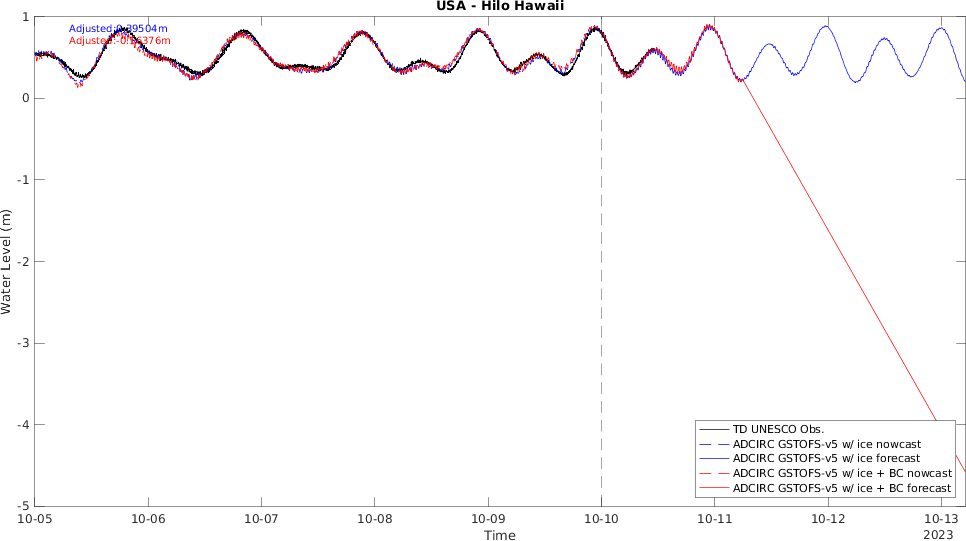 USA - Hilo Hawaii
Adjusted:0.39504m
Adjusted:-0.16376m
1
0
-1
-2
-3
-4
-5
Water Level (m)
TD UNESCO Obs.
ADCIRC GSTOFS-v5 w/ ice nowcast
ADCIRC GSTOFS-v5 w/ ice forecast
ADCIRC GSTOFS-v5 w/ ice + BC nowcast
ADCIRC GSTOFS-v5 w/ ice + BC forecast
10-05 10-06 10-07 10-08 10-09 10-10 10-11 10-12 10-13
Time
2023